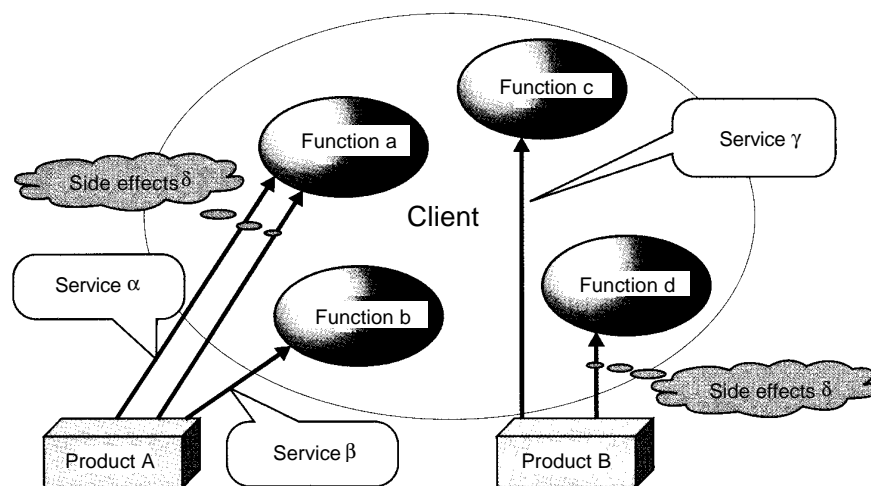 Function c
Function a
Service γ
Side effects δ
Client
Service α
Function d
Function b
Side effects δ
Product A
Service β
Product B